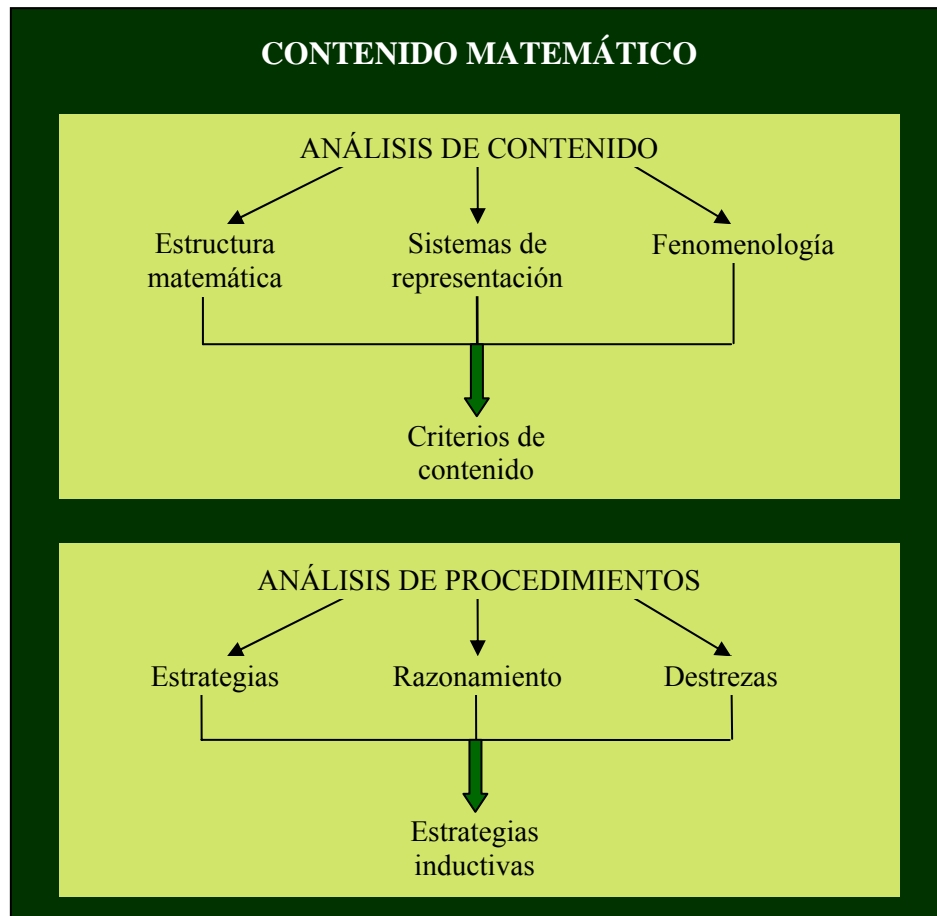 CONTENIDO MATEMÁTICO
ANÁLISIS DE CONTENIDO
Estructura
matemática
Sistemas de
representación
Fenomenología
Criterios de
contenido
ANÁLISIS DE PROCEDIMIENTOS
Estrategias
Razonamiento
Destrezas
Estrategias
inductivas